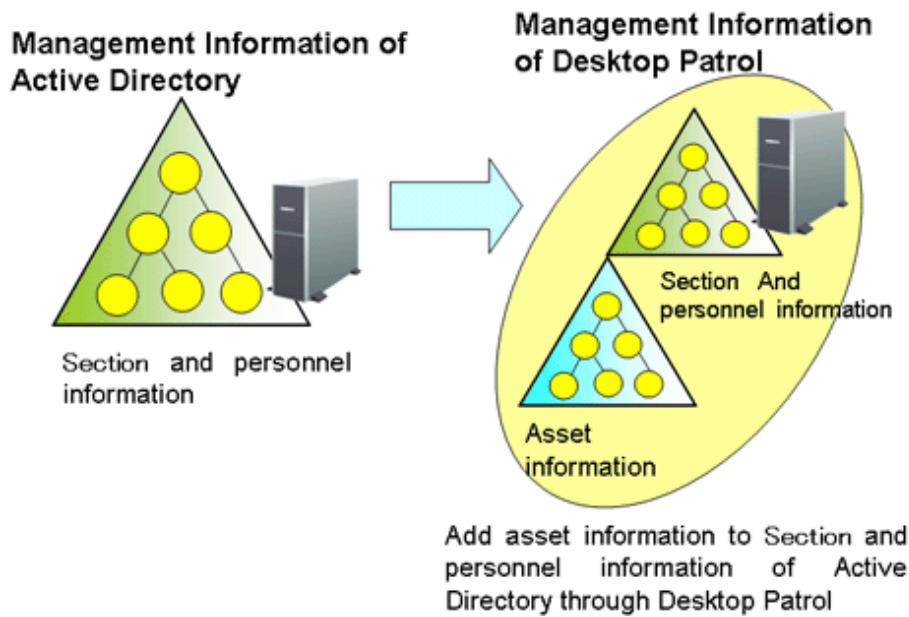 Management Information of
Active Directory
Section and personnel
information
Management Information
of Desktop Patrol
Section And
personnel information
Asset
information
Add asset information to Section and
personnel information of Active
Directory through Desktop Patrol